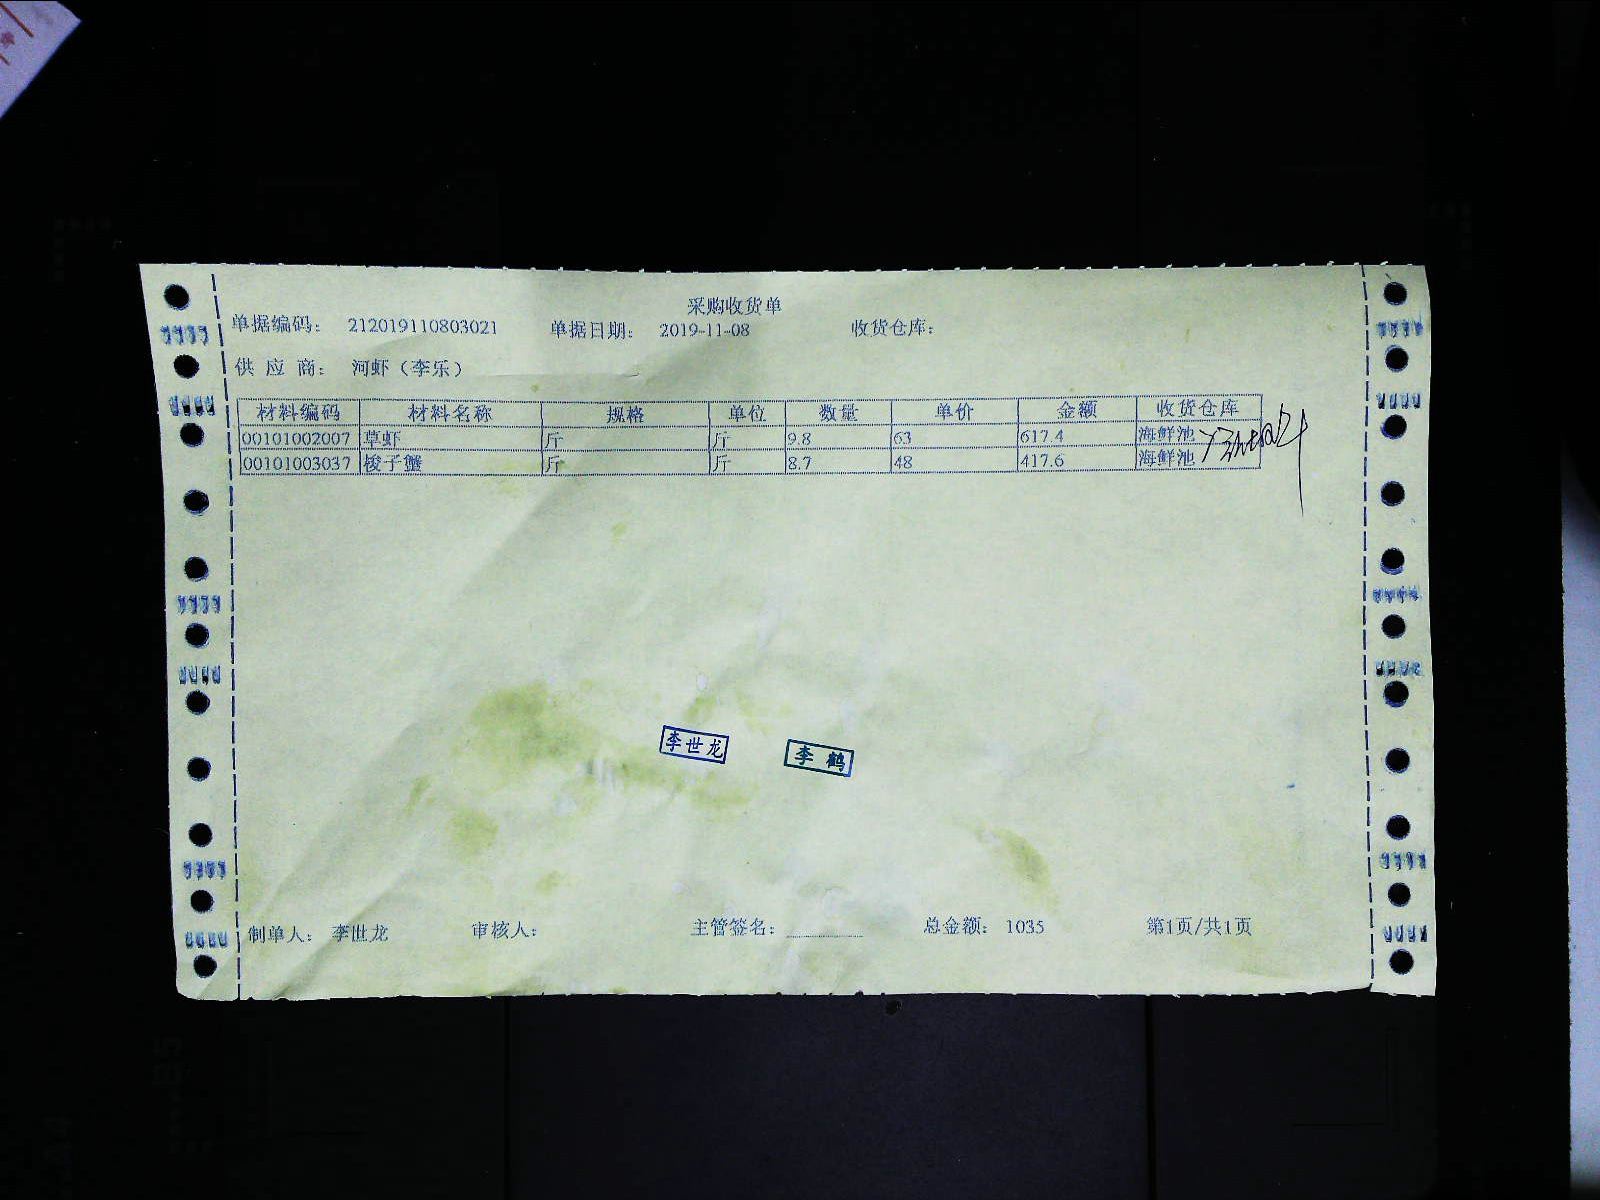 采购收货单
单据编码： 212019110803021 单据日期： 2019-11-08 收货仓库：
供 应 商： 河虾（李乐）
材料编码 材料名称 规格 单位 数量 单价 金额 收货仓库
00101002007 草虾 斤 斤 9.8 63 617.4 海鲜池
00101003037 梭子蟹 斤 斤 8.7 48 417.6 海鲜池
李世龙 李鹤
制单人： 李世龙 审核人： 主管签名： 总金额： 1035 第1页/共1页